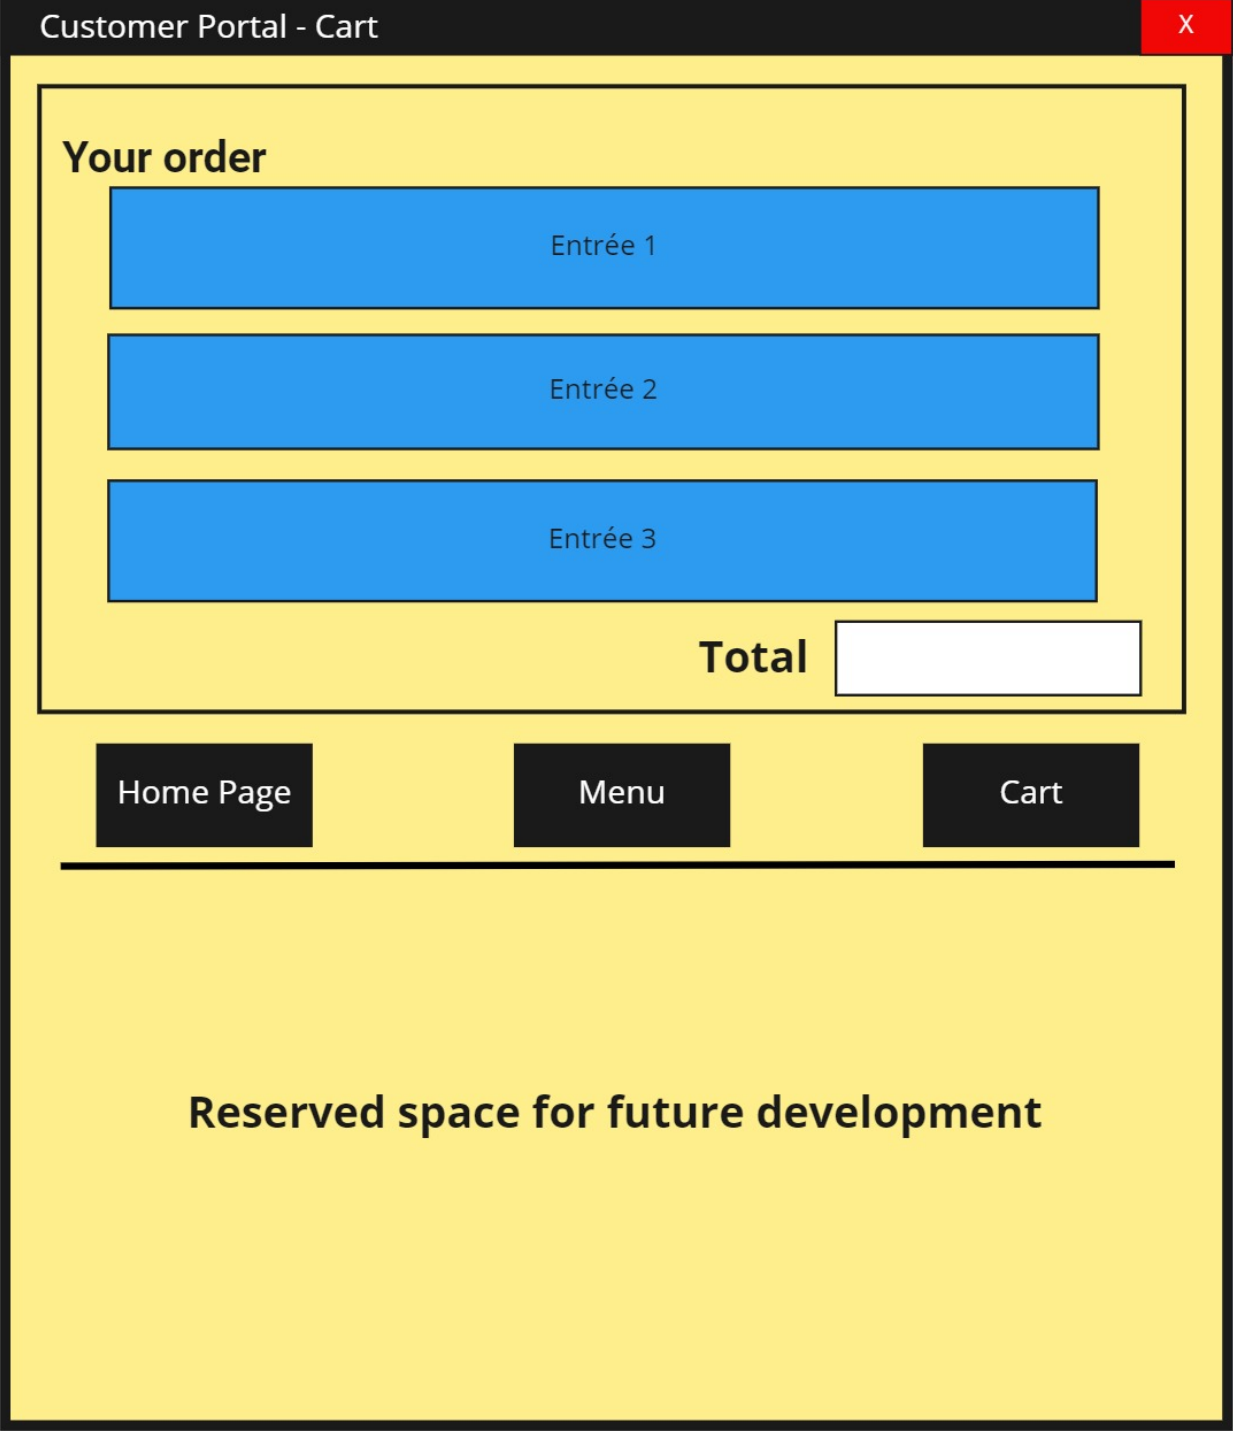 Customer Portal - Cart
X
Your order
Entrée 1
Entrée 2
Entrée 3
Total
Home Page
Menu
Cart
Reserved space for future development